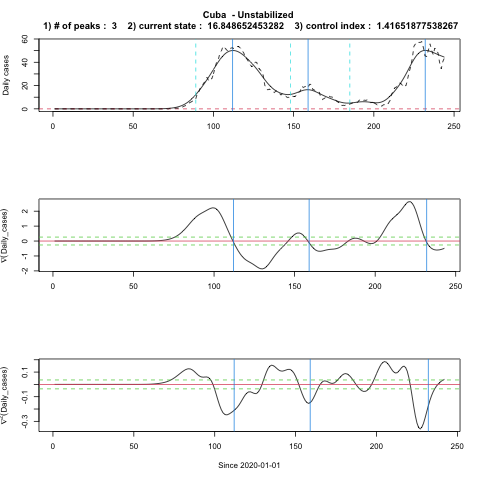 Cuba - Unstabilized
1) # of peaks : 3 2) current state : 16.848652453282 3) control index : 1.41651877538267
Daily cases
60
40
20
0
0 50 100 150 200 250
∇(Daily_cases)
2
1
0
-1
-2
0 50 100 150 200 250
∇²(Daily_cases)
0.1
-0.1
-0.3
0 50 100 150 200 250
Since 2020-01-01